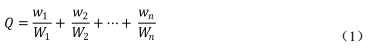 Q = w₁/W₁ + w₂/W₂ + ⋯ + wₙ/Wₙ (1)